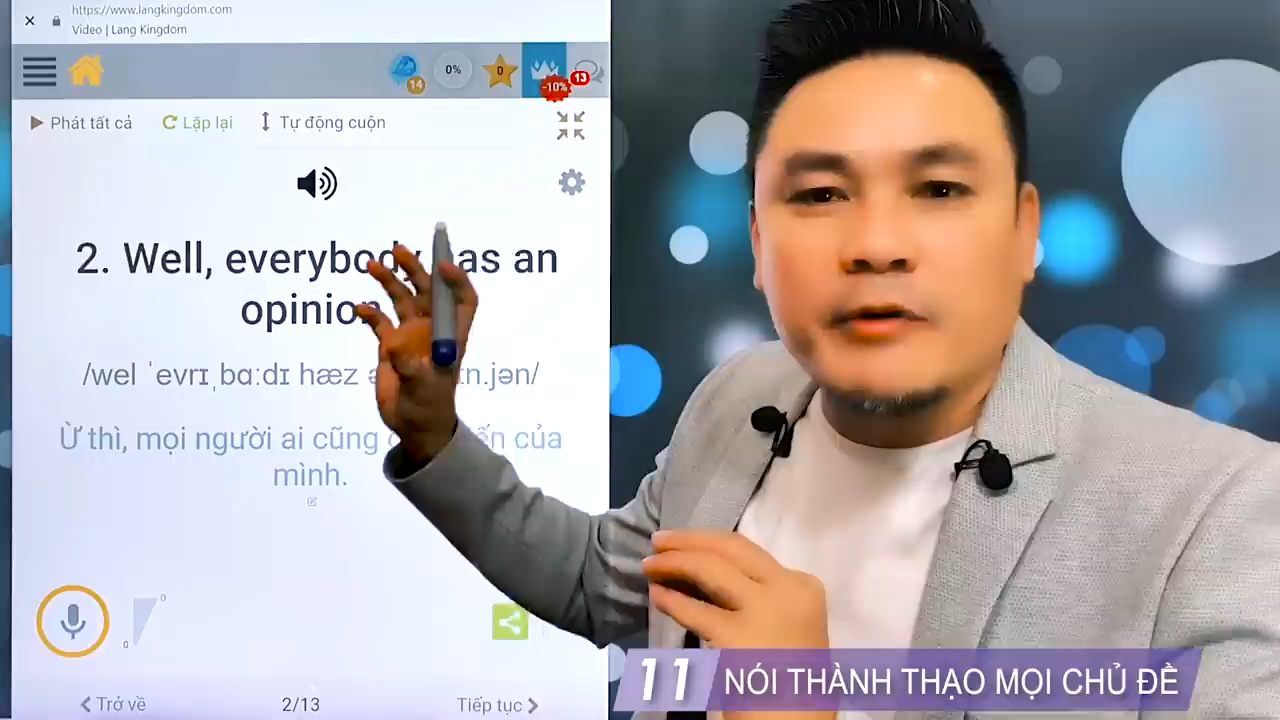 https://www.langkingdom.com
Video | Lang Kingdom
14
0%
0
-10%
13
Phát tất cả
Lặp lại
Tự động cuộn
2. Well, everybody as an
opinion
/wel ˈevrɪˌbɑːdɪ hæz ɪn.jən/
Ừ thì, mọi người ai cũng của
mình.
0
0
Trở về
2/13
Tiếp tục
11 NÓI THÀNH THẠO MỌI CHỦ ĐỀ